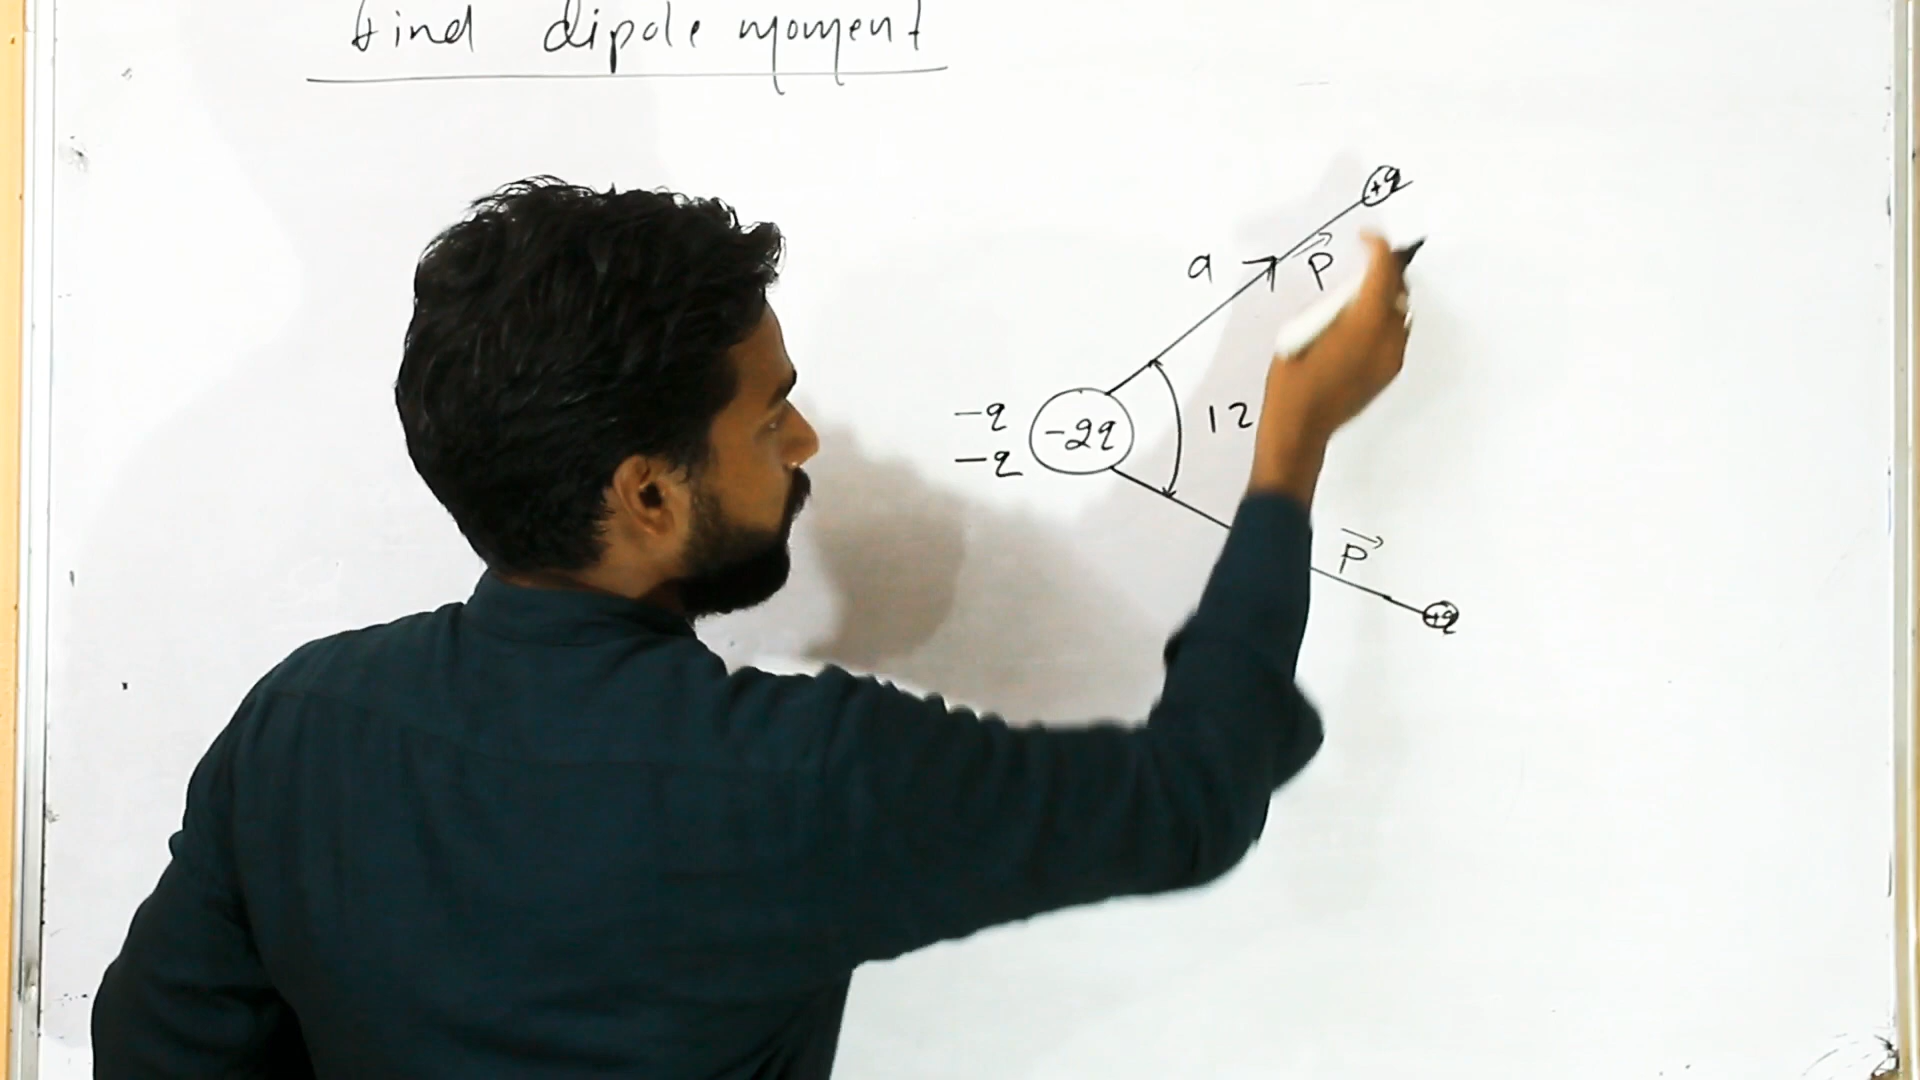 find dipole moment
+q
a
p
-q
-2q
12
-q
p
+q